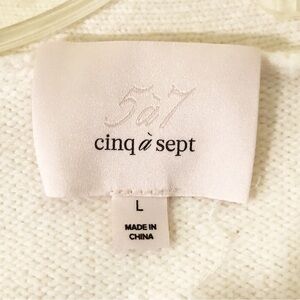 5à7
cinq à sept
L
MADE IN
CHINA